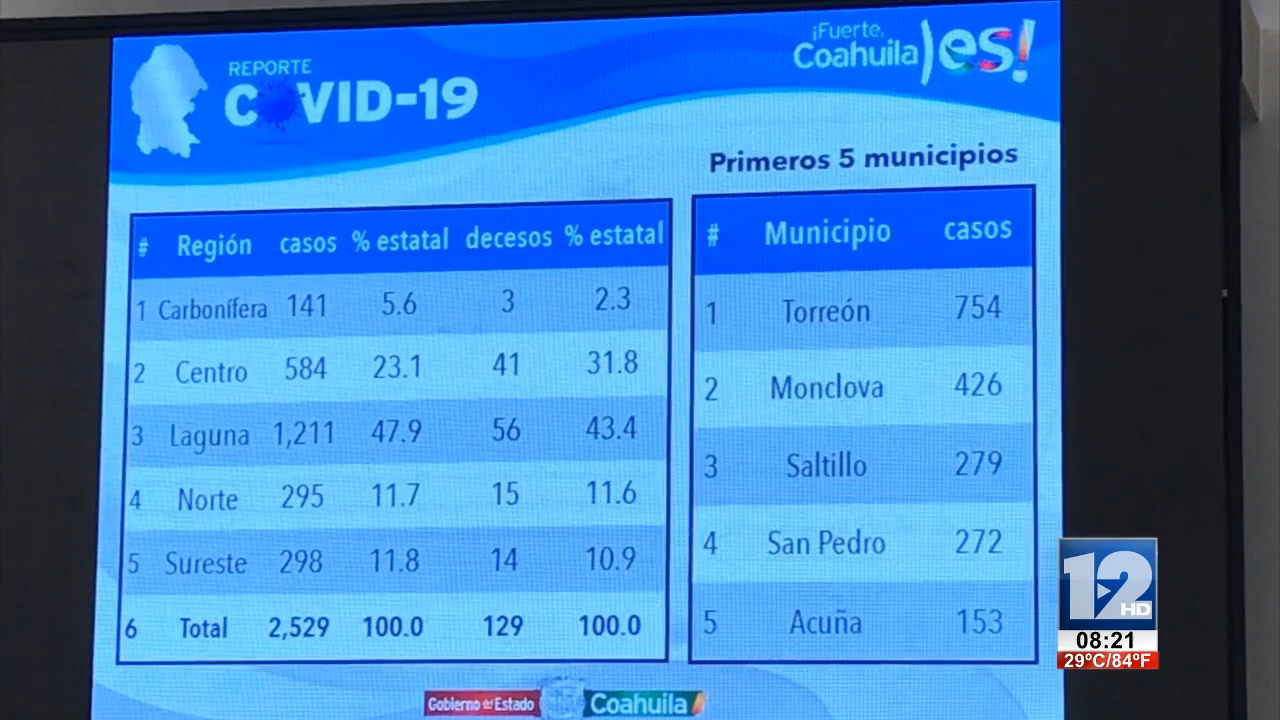 REPORTE
COVID-19
¡Fuerte,
Coahuila)es!
Primeros 5 municipios
# Región casos % estatal decesos % estatal
1 Carbonífera 141 5.6 3 2.3
2 Centro 584 23.1 41 31.8
3 Laguna 1,211 47.9 56 43.4
4 Norte 295 11.7 15 11.6
5 Sureste 298 11.8 14 10.9
6 Total 2,529 100.0 129 100.0
# Municipio casos
1 Torreón 754
2 Monclova 426
3 Saltillo 279
4 San Pedro 272
5 Acuña 153
Gobierno del Estado Coahuila
12
HD
08:21
29°C/84°F